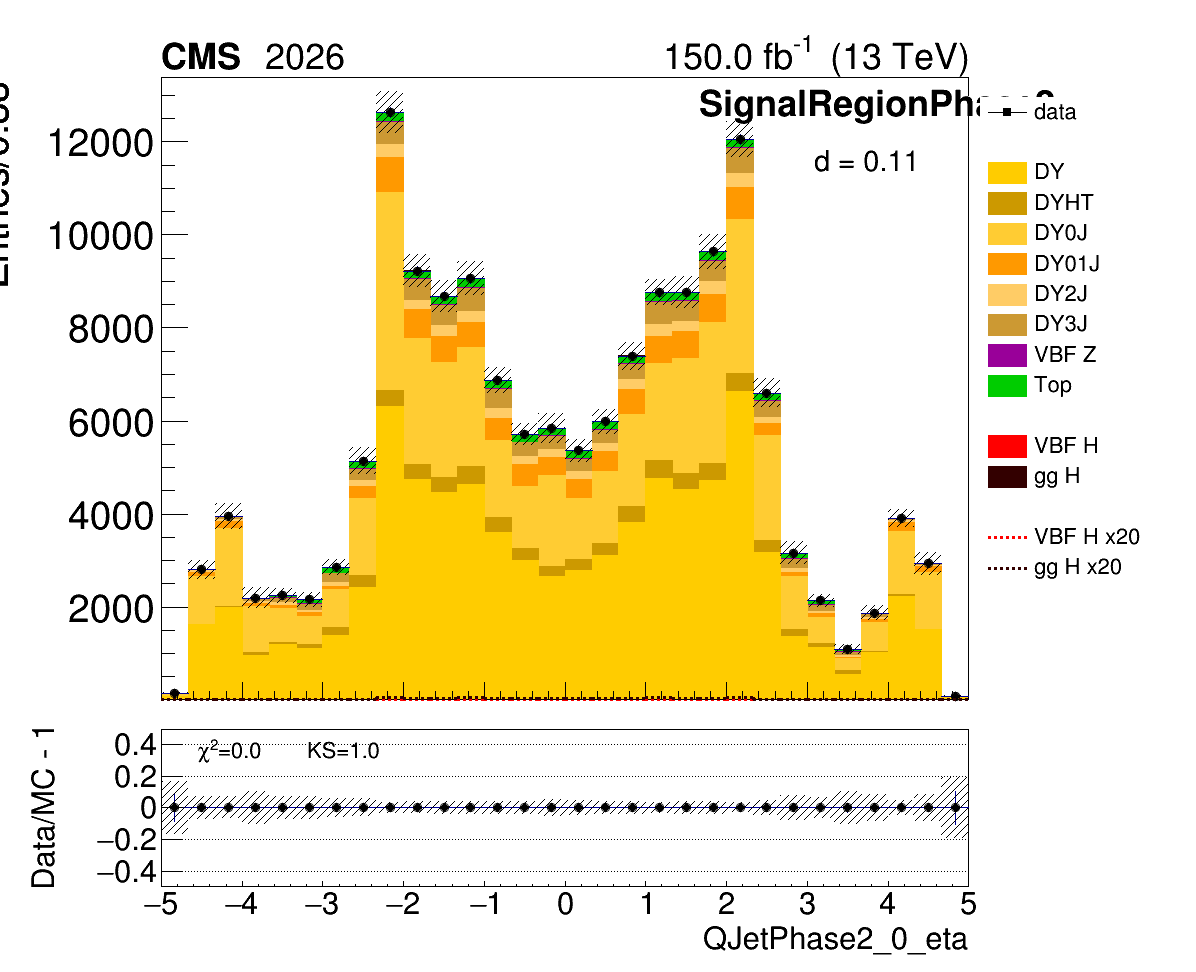 CMS 2026
150.0 fb-1 (13 TeV)
SignalRegionPha
d = 0.11
data
DY
DYHT
DY0J
DY01J
DY2J
DY3J
VBF Z
Top
VBF H
gg H
VBF H x20
gg H x20
12000
10000
8000
6000
4000
2000
χ2=0.0 KS=1.0
Data/MC - 1
0.4
0.2
0
−0.2
−0.4
−5 −4 −3 −2 −1 0 1 2 3 4 5
QJetPhase2_0_eta